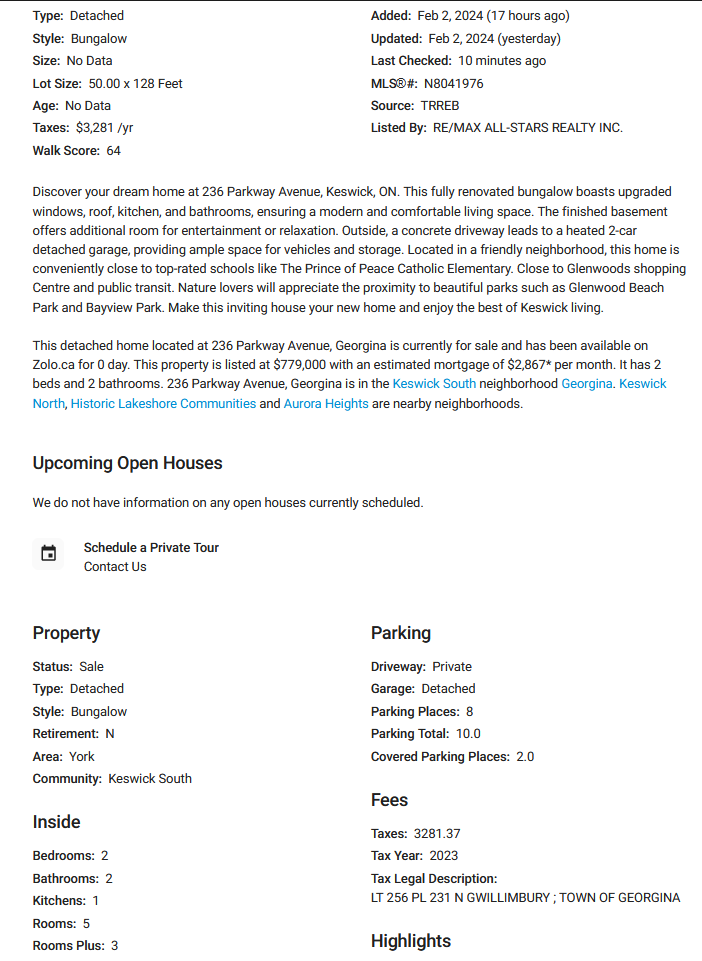 Type: Detached
Style: Bungalow
Size: No Data
Lot Size: 50.00 x 128 Feet
Age: No Data
Taxes: $3,281 /yr
Walk Score: 64
Added: Feb 2, 2024 (17 hours ago)
Updated: Feb 2, 2024 (yesterday)
Last Checked: 10 minutes ago
MLS®#: N8041976
Source: TRREB
Listed By: RE/MAX ALL-STARS REALTY INC.
Discover your dream home at 236 Parkway Avenue, Keswick, ON. This fully renovated bungalow boasts upgraded
windows, roof, kitchen, and bathrooms, ensuring a modern and comfortable living space. The finished basement
offers additional room for entertainment or relaxation. Outside, a concrete driveway leads to a heated 2-car
detached garage, providing ample space for vehicles and storage. Located in a friendly neighborhood, this home is
conveniently close to top-rated schools like The Prince of Peace Catholic Elementary. Close to Glenwoods shopping
Centre and public transit. Nature lovers will appreciate the proximity to beautiful parks such as Glenwood Beach
Park and Bayview Park. Make this inviting house your new home and enjoy the best of Keswick living.
This detached home located at 236 Parkway Avenue, Georgina is currently for sale and has been available on
Zolo.ca for 0 day. This property is listed at $779,000 with an estimated mortgage of $2,867* per month. It has 2
beds and 2 bathrooms. 236 Parkway Avenue, Georgina is in the Keswick South neighborhood Georgina. Keswick
North, Historic Lakeshore Communities and Aurora Heights are nearby neighborhoods.
Upcoming Open Houses
We do not have information on any open houses currently scheduled.
Schedule a Private Tour
Contact Us
Property
Status: Sale
Type: Detached
Style: Bungalow
Retirement: N
Area: York
Community: Keswick South
Inside
Bedrooms: 2
Bathrooms: 2
Kitchens: 1
Rooms: 5
Rooms Plus: 3
Parking
Driveway: Private
Garage: Detached
Parking Places: 8
Parking Total: 10.0
Covered Parking Places: 2.0
Fees
Taxes: 3281.37
Tax Year: 2023
Tax Legal Description:
LT 256 PL 231 N GWILLIMBURY ; TOWN OF GEORGINA
Highlights